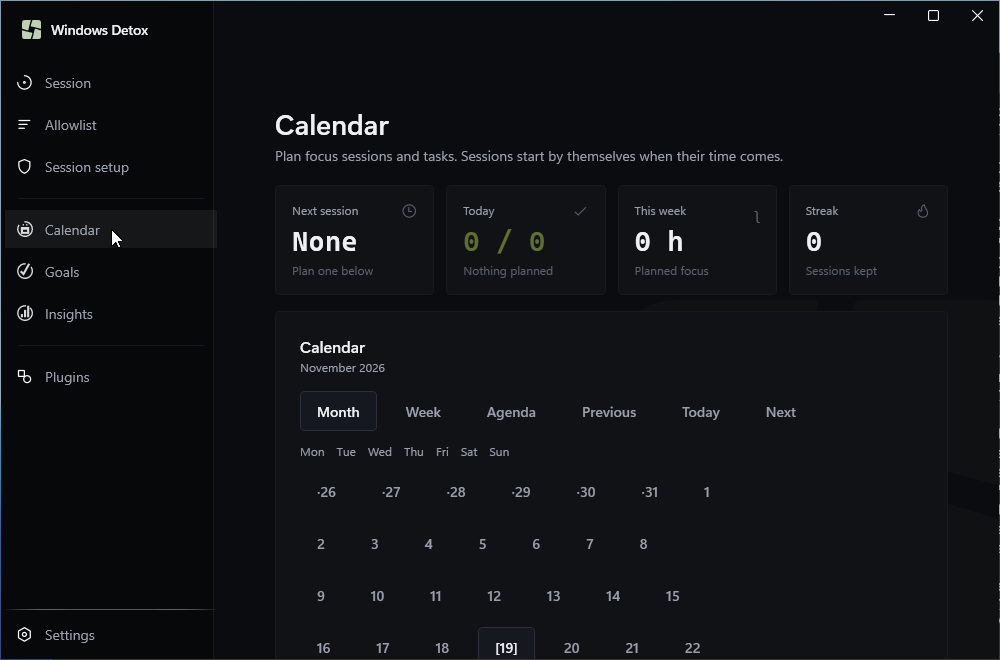 Windows Detox
Session
Allowlist
Session setup
Calendar
Goals
Insights
Plugins
Settings
Calendar
Plan focus sessions and tasks. Sessions start by themselves when their time comes.
Next session
None
Plan one below
Today
0 / 0
Nothing planned
This week
0 h
Planned focus
Streak
0
Sessions kept
Calendar
November 2026
Month Week Agenda Previous Today Next
Mon Tue Wed Thu Fri Sat Sun
·26 ·27 ·28 ·29 ·30 ·31 1
2 3 4 5 6 7 8
9 10 11 12 13 14 15
16 17 18 [19] 20 21 22